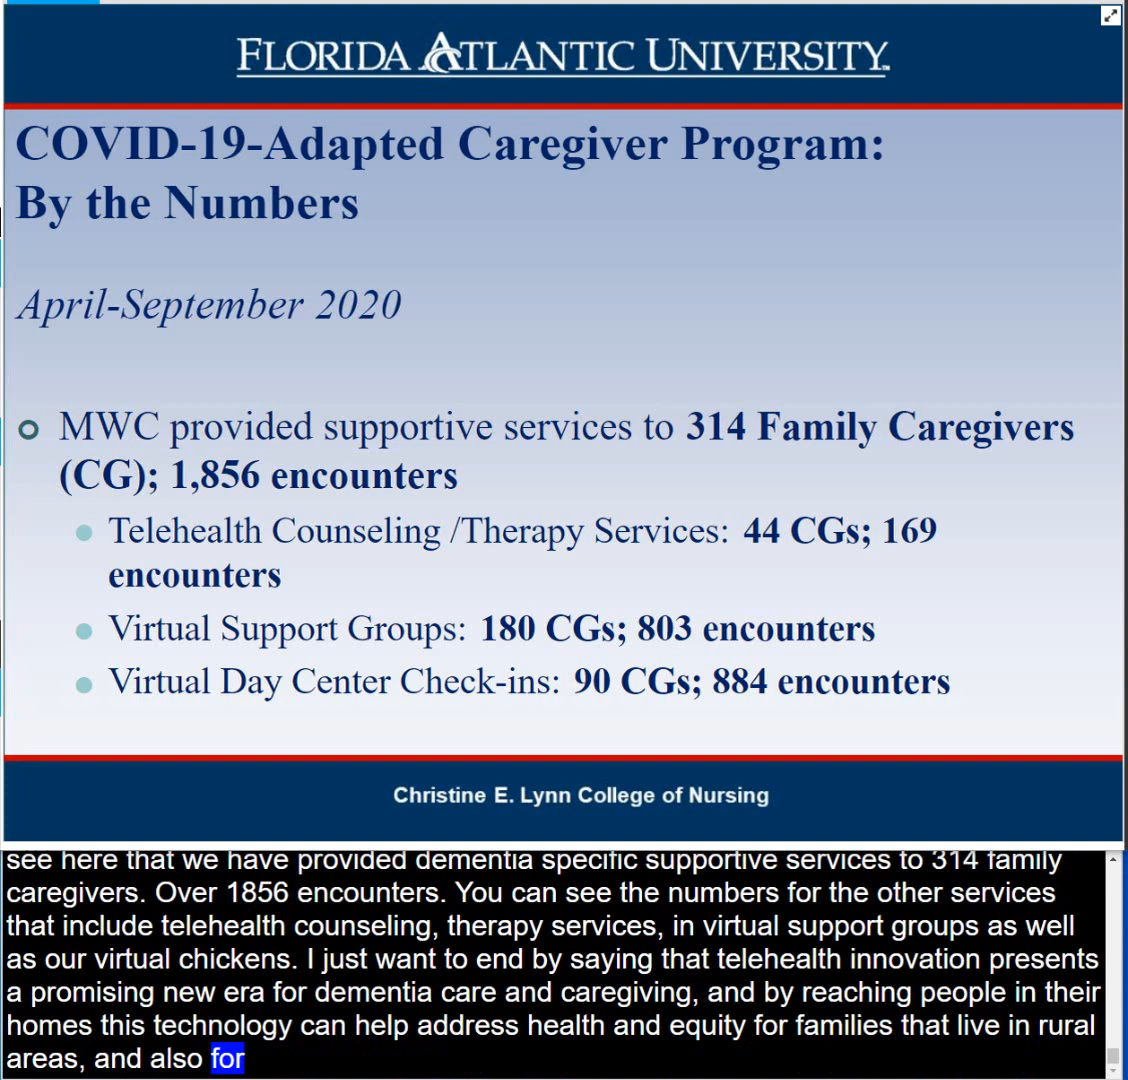 FLORIDA ATLANTIC UNIVERSITY
COVID-19-Adapted Caregiver Program:
By the Numbers
April-September 2020
MWC provided supportive services to 314 Family Caregivers
(CG); 1,856 encounters
Telehealth Counseling /Therapy Services: 44 CGs; 169
encounters
Virtual Support Groups: 180 CGs; 803 encounters
Virtual Day Center Check-ins: 90 CGs; 884 encounters
Christine E. Lynn College of Nursing
see here that we have provided dementia specific supportive services to 314 family
caregivers. Over 1856 encounters. You can see the numbers for the other services
that include telehealth counseling, therapy services, in virtual support groups as well
as our virtual chickens. I just want to end by saying that telehealth innovation presents
a promising new era for dementia care and caregiving, and by reaching people in their
homes this technology can help address health and equity for families that live in rural
areas, and also for